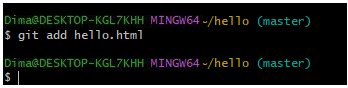 Dima@DESKTOP-KGL7KHH MINGW64 ~/hello (master)
$ git add hello.html
Dima@DESKTOP-KGL7KHH MINGW64 ~/hello (master)
$